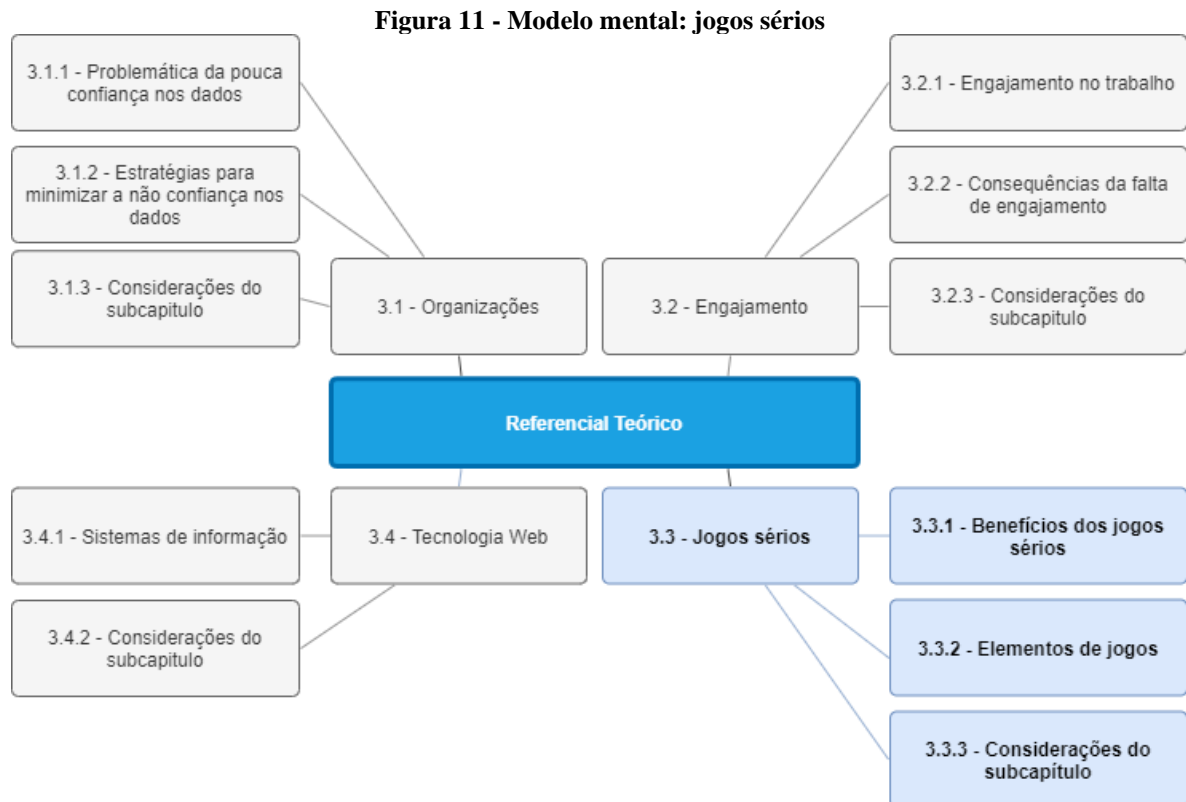 Figura 11 - Modelo mental: jogos sérios
3.1.1 - Problemática da pouca
confiança nos dados
3.1.2 - Estratégias para
minimizar a não confiança nos
dados
3.1.3 - Considerações do
subcapitulo
3.1 - Organizações
3.2 - Engajamento
3.2.1 - Engajamento no trabalho
3.2.2 - Consequências da falta
de engajamento
3.2.3 - Considerações do
subcapitulo
Referencial Teórico
3.4.1 - Sistemas de informação
3.4.2 - Considerações do
subcapitulo
3.4 - Tecnologia Web
3.3 - Jogos sérios
3.3.1 - Benefícios dos jogos
sérios
3.3.2 - Elementos de jogos
3.3.3 - Considerações do
subcapítulo